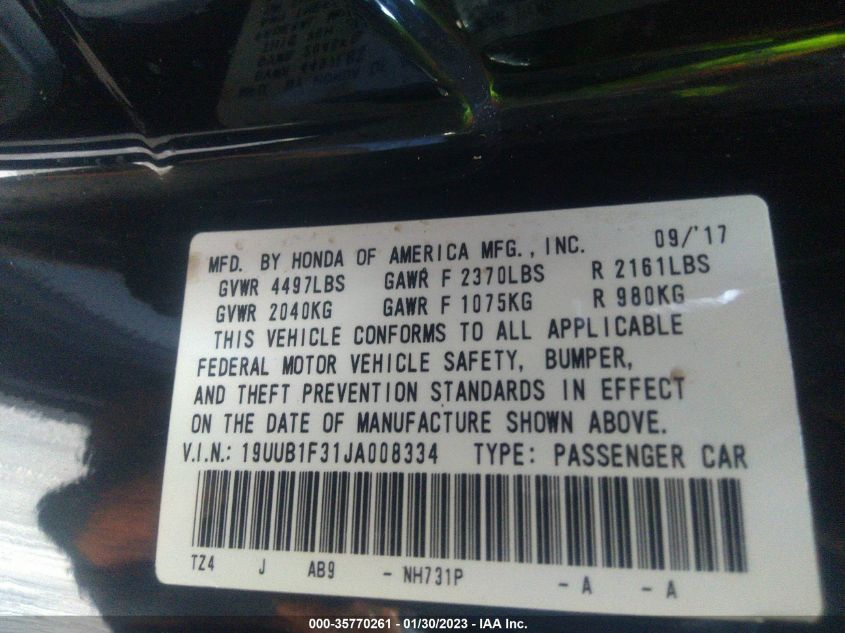 MFD. BY HONDA OF AMERICA MFG., INC. 09/'17
GVWR 4497LBS GAWR F 2370LBS R 2161LBS
GVWR 2040KG GAWR F 1075KG R 980KG
THIS VEHICLE CONFORMS TO ALL APPLICABLE
FEDERAL MOTOR VEHICLE SAFETY, BUMPER,
AND THEFT PREVENTION STANDARDS IN EFFECT
ON THE DATE OF MANUFACTURE SHOWN ABOVE.
V.I.N.: 19UUB1F31JA008334 TYPE: PASSENGER CAR
TZ4 J AB9 - NH731P - A - A
000-35770261 - 01/30/2023 - IAA Inc.